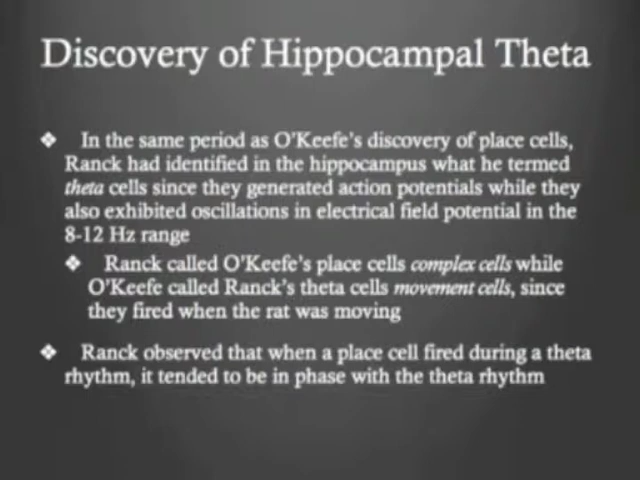 Discovery of Hippocampal Theta
❖ In the same period as O'Keefe's discovery of place cells,
Ranck had identified in the hippocampus what he termed
theta cells since they generated action potentials while they
also exhibited oscillations in electrical field potential in the
8-12 Hz range
❖ Ranck called O'Keefe's place cells complex cells while
O'Keefe called Ranck's theta cells movement cells, since
they fired when the rat was moving
❖ Ranck observed that when a place cell fired during a theta
rhythm, it tended to be in phase with the theta rhythm